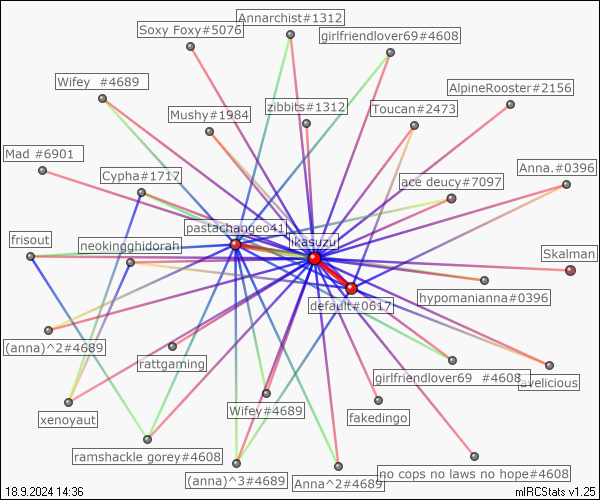 Annarchist#1312
Soxy Foxy#5076
girlfriendlover69#4608
Wifey #4689
AlpineRooster#2156
zibbits#1312
Mushy#1984
Toucan#2473
Mad #6901
Cypha#1717
ace deucy#7097
Anna.#0396
pastachangeo41
frisout
neokingghidorah
ikasuzu
Skalman
hypomanianna#0396
default#0617
(anna)^2#4689
rattgaming
girlfriendlover69 #4608
avelicious
Wifey#4689
fakedingo
xenoyaut
ramshackle gorey#4608
(anna)^3#4689
Anna^2#4689
no cops no laws no hope#4608
18.9.2024 14:36
mIRCStats v1.25